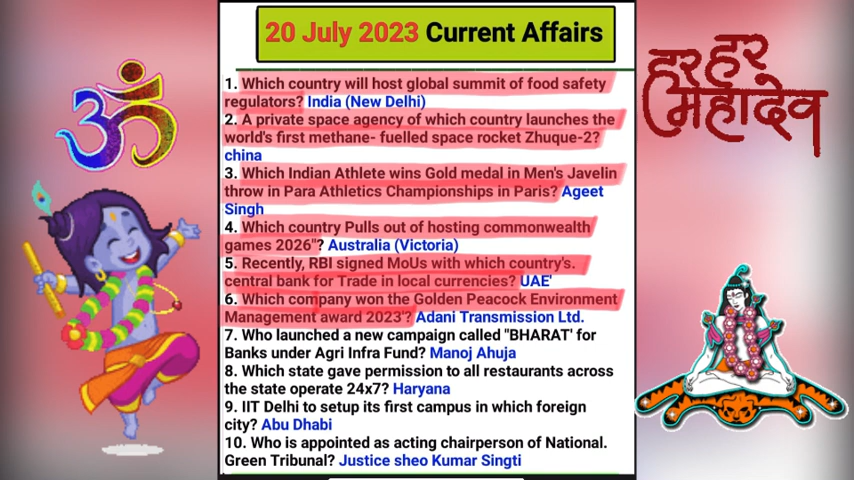 20 July 2023 Current Affairs
1. Which country will host global summit of food safety
regulators? India (New Delhi)
2. A private space agency of which country launches the
world's first methane- fuelled space rocket Zhuque-2?
china
3. Which Indian Athlete wins Gold medal in Men's Javelin
throw in Para Athletics Championships in Paris? Ageet
Singh
4. Which country Pulls out of hosting commonwealth
games 2026"? Australia (Victoria)
5. Recently, RBI signed MoUs with which country's.
central bank for Trade in local currencies? UAE'
6. Which company won the Golden Peacock Environment
Management award 2023'? Adani Transmission Ltd.
7. Who launched a new campaign called "BHARAT' for
Banks under Agri Infra Fund? Manoj Ahuja
8. Which state gave permission to all restaurants across
the state operate 24x7? Haryana
9. IIT Delhi to setup its first campus in which foreign
city? Abu Dhabi
10. Who is appointed as acting chairperson of National.
Green Tribunal? Justice sheo Kumar Singti
ॐ
हर हर
महादेव